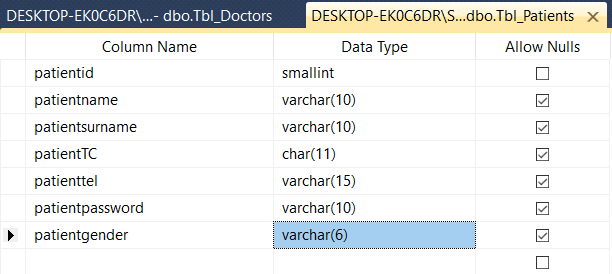 DESKTOP-EK0C6DR\...- dbo.Tbl_Doctors DESKTOP-EK0C6DR\S...dbo.Tbl_Patients
Column Name Data Type Allow Nulls
patientid smallint
patientname varchar(10)
patientsurname varchar(10)
patientTC char(11)
patienttel varchar(15)
patientpassword varchar(10)
patientgender varchar(6)